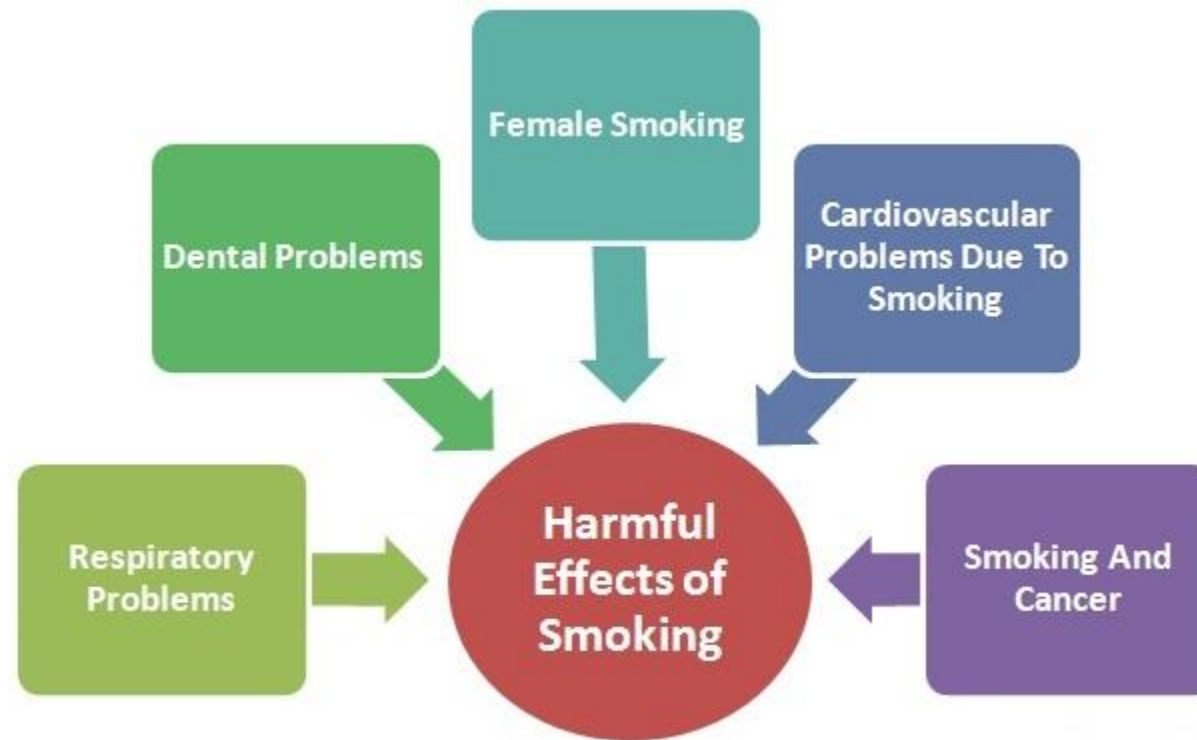 Female Smoking
Dental Problems
Cardiovascular
Problems Due To
Smoking
Respiratory
Problems
Harmful
Effects of
Smoking
Smoking And
Cancer